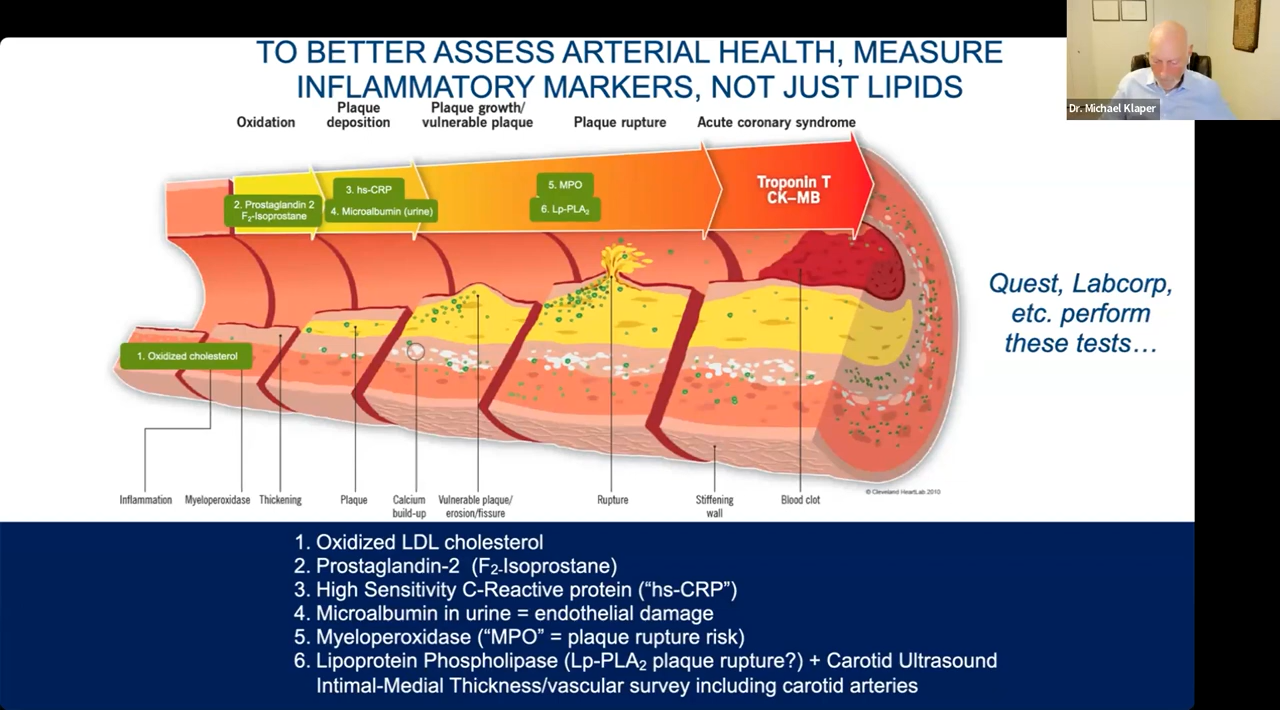 TO BETTER ASSESS ARTERIAL HEALTH, MEASURE
INFLAMMATORY MARKERS, NOT JUST LIPIDS
Dr. Michael Klaper
Oxidation
Plaque
deposition
Plaque growth/
vulnerable plaque
Plaque rupture
Acute coronary syndrome
2. Prostaglandin 2
F₂-Isoprostane
3. hs-CRP
4. Microalbumin (urine)
5. MPO
6. Lp-PLA₂
Troponin T
CK–MB
1. Oxidized cholesterol
Quest, Labcorp,
etc. perform
these tests…
Inflammation
Myeloperoxidase
Thickening
Plaque
Calcium
build-up
Vulnerable plaque/
erosion/fissure
Rupture
Stiffening
wall
Blood clot
© Cleveland HeartLab 2010
1. Oxidized LDL cholesterol
2. Prostaglandin-2 (F₂-Isoprostane)
3. High Sensitivity C-Reactive protein (“hs-CRP”)
4. Microalbumin in urine = endothelial damage
5. Myeloperoxidase (“MPO” = plaque rupture risk)
6. Lipoprotein Phospholipase (Lp-PLA₂ plaque rupture?) + Carotid Ultrasound
Intimal-Medial Thickness/vascular survey including carotid arteries